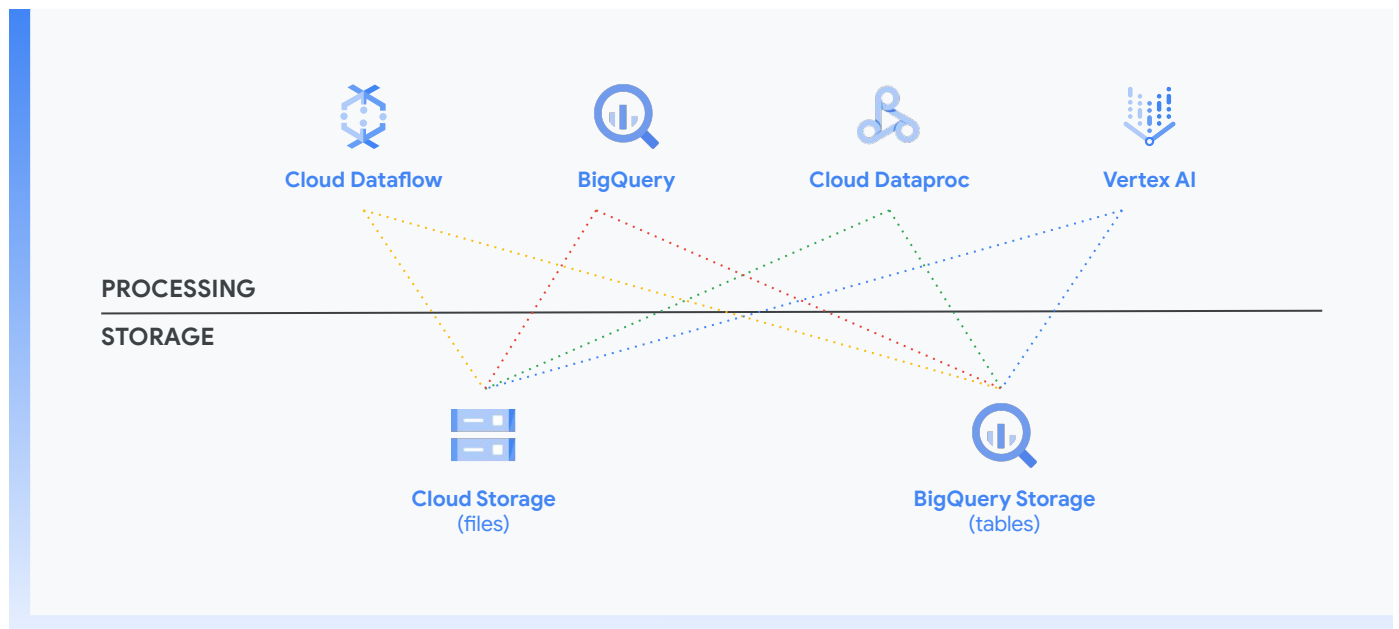 Cloud Dataflow
BigQuery
Cloud Dataproc
Vertex AI
PROCESSING
STORAGE
Cloud Storage
(files)
BigQuery Storage
(tables)